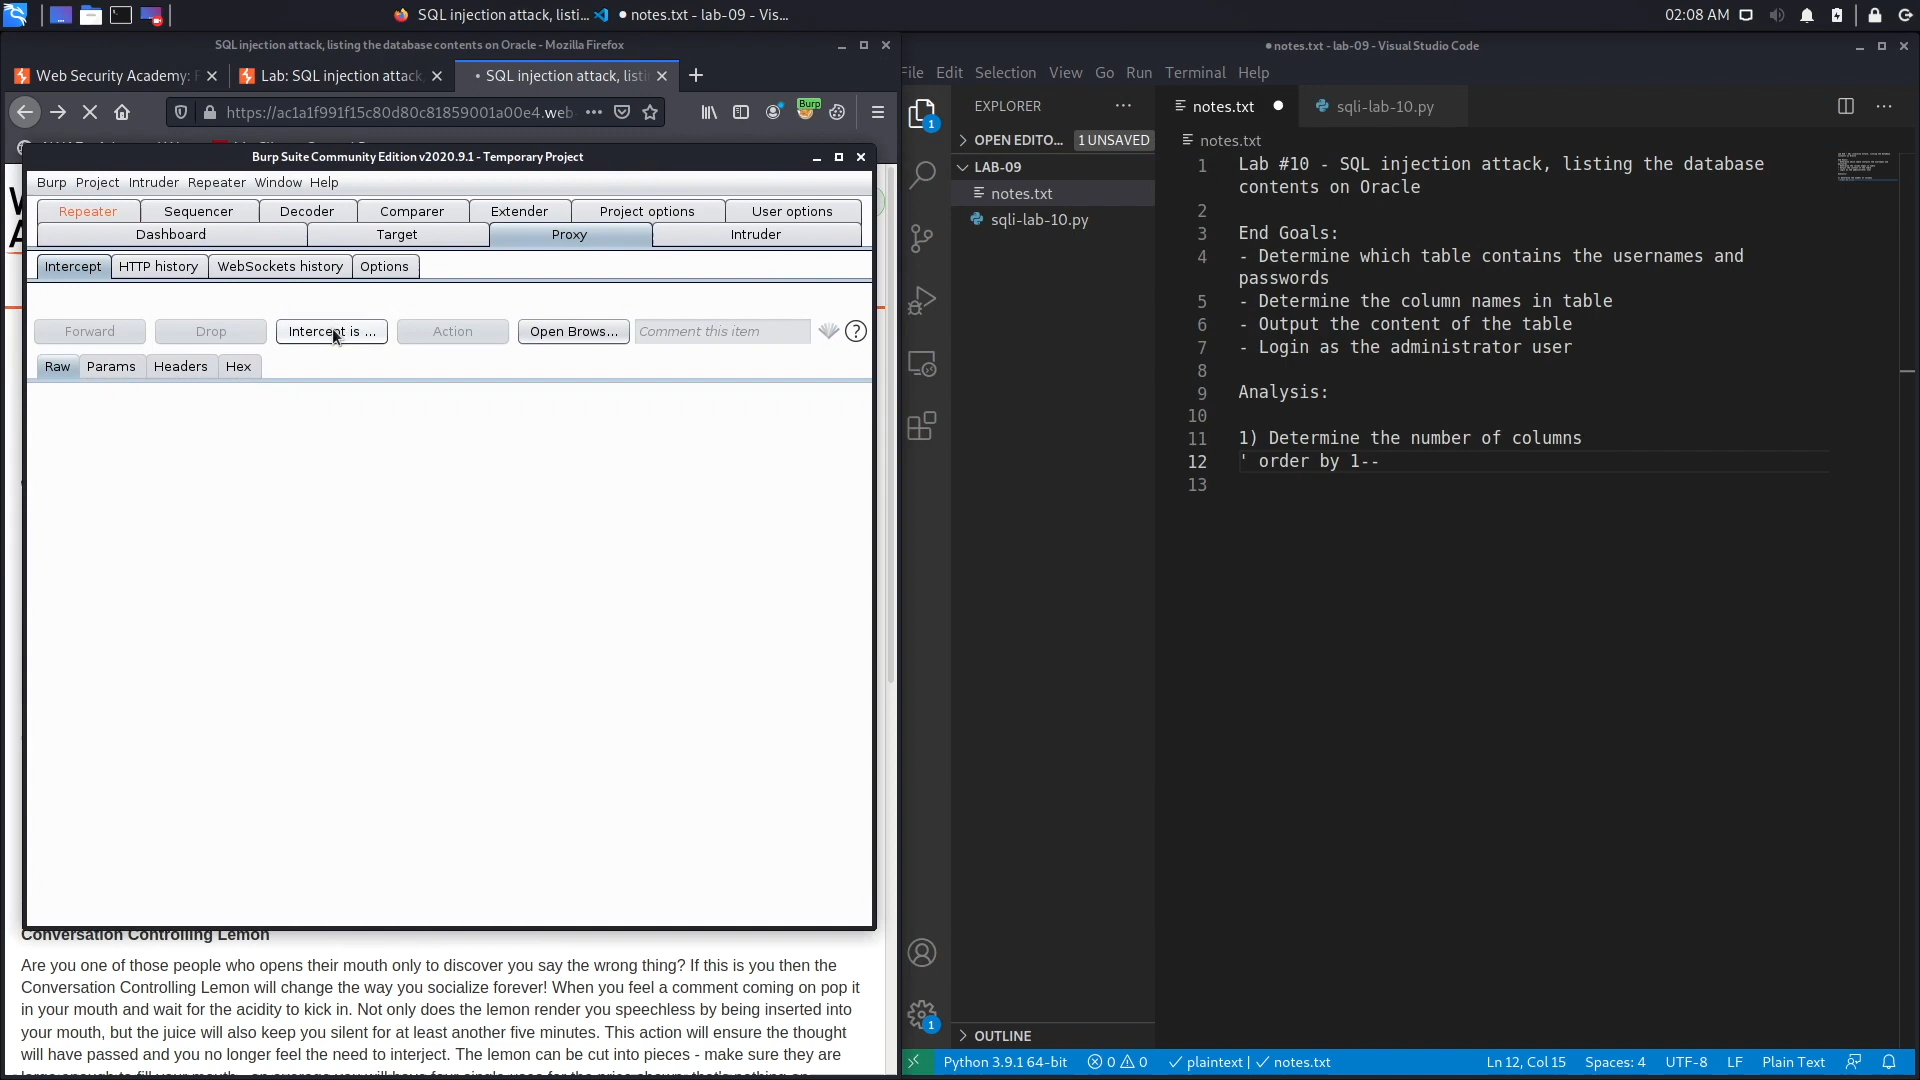 SQL injection attack, listi...
notes.txt - lab-09 - Vis...
02:08 AM
SQL injection attack, listing the database contents on Oracle - Mozilla Firefox
Web Security Academy:
Lab: SQL injection attack
SQL injection attack, listi
https://ac1a1f991f15c80d80c81859001a00e4.web
Burp
Burp Suite Community Edition v2020.9.1 - Temporary Project
Burp Project Intruder Repeater Window Help
Repeater Sequencer Decoder Comparer Extender Project options User options
Dashboard Target Proxy Intruder
Intercept HTTP history WebSockets history Options
Forward Drop Intercept is ... Action Open Brows... Comment this item ?
Raw Params Headers Hex
Conversation Controlling Lemon
Are you one of those people who opens their mouth only to discover you say the wrong thing? If this is you then the
Conversation Controlling Lemon will change the way you socialize forever! When you feel a comment coming on pop it
in your mouth and wait for the acidity to kick in. Not only does the lemon render you speechless by being inserted into
your mouth, but the juice will also keep you silent for at least another five minutes. This action will ensure the thought
will have passed and you no longer feel the need to interject. The lemon can be cut into pieces - make sure they are
notes.txt - lab-09 - Visual Studio Code
File Edit Selection View Go Run Terminal Help
EXPLORER ...
OPEN EDITO... 1 UNSAVED
LAB-09
notes.txt
sqli-lab-10.py
OUTLINE
1
1
notes.txt
sqli-lab-10.py
notes.txt
1 Lab #10 - SQL injection attack, listing the database
contents on Oracle
2
3 End Goals:
4 - Determine which table contains the usernames and
passwords
5 - Determine the column names in table
6 - Output the content of the table
7 - Login as the administrator user
8
9 Analysis:
10
11 1) Determine the number of columns
12 ' order by 1--
13
Python 3.9.1 64-bit 0 0 plaintext | notes.txt Ln 12, Col 15 Spaces: 4 UTF-8 LF Plain Text